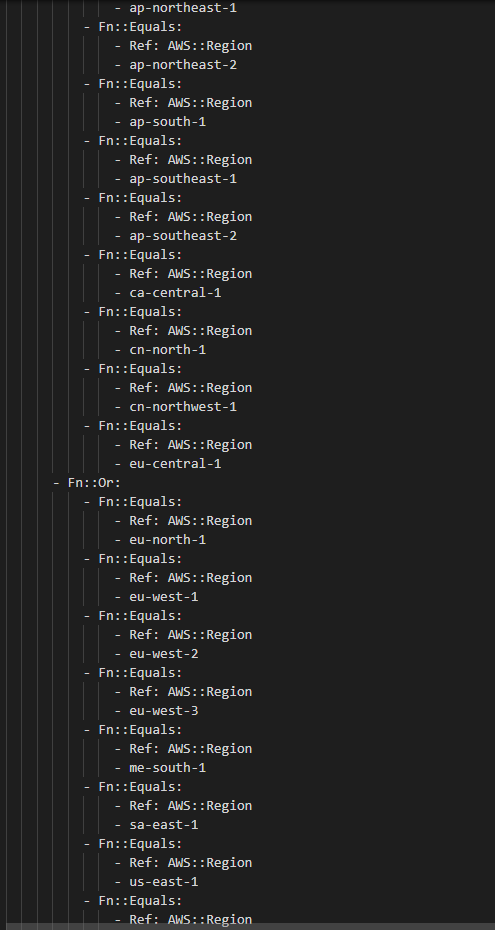 - ap-northeast-1
- Fn::Equals:
- Ref: AWS::Region
- ap-northeast-2
- Fn::Equals:
- Ref: AWS::Region
- ap-south-1
- Fn::Equals:
- Ref: AWS::Region
- ap-southeast-1
- Fn::Equals:
- Ref: AWS::Region
- ap-southeast-2
- Fn::Equals:
- Ref: AWS::Region
- ca-central-1
- Fn::Equals:
- Ref: AWS::Region
- cn-north-1
- Fn::Equals:
- Ref: AWS::Region
- cn-northwest-1
- Fn::Equals:
- Ref: AWS::Region
- eu-central-1
- Fn::Or:
- Fn::Equals:
- Ref: AWS::Region
- eu-north-1
- Fn::Equals:
- Ref: AWS::Region
- eu-west-1
- Fn::Equals:
- Ref: AWS::Region
- eu-west-2
- Fn::Equals:
- Ref: AWS::Region
- eu-west-3
- Fn::Equals:
- Ref: AWS::Region
- me-south-1
- Fn::Equals:
- Ref: AWS::Region
- sa-east-1
- Fn::Equals:
- Ref: AWS::Region
- us-east-1
- Fn::Equals:
- Ref: AWS::Region